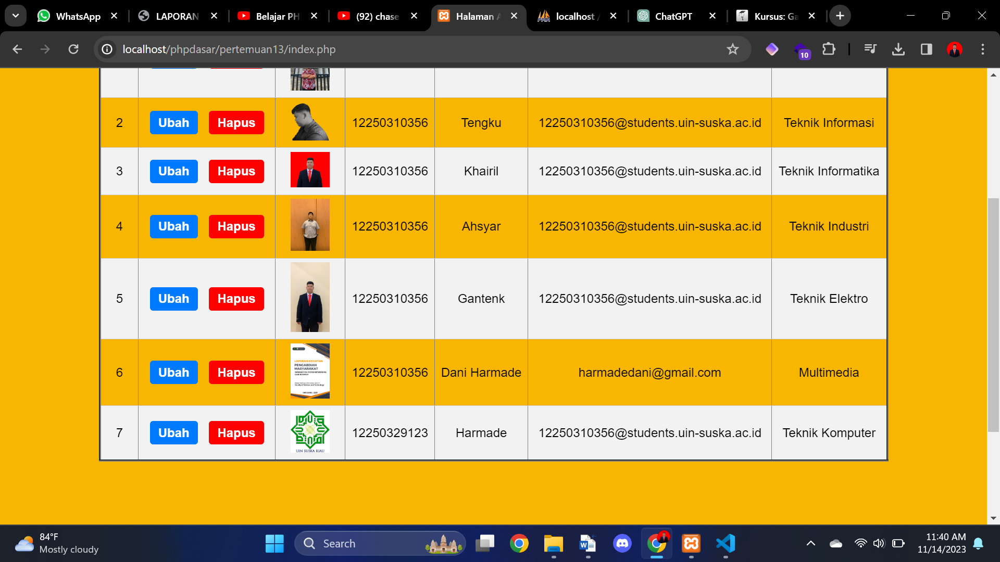 WhatsApp
LAPORAN
Belajar PH
(92) chase
Halaman A
localhost /
ChatGPT
Kursus: Ga
localhost/phpdasar/pertemuan13/index.php
10
2 Ubah Hapus 12250310356 Tengku 12250310356@students.uin-suska.ac.id Teknik Informasi
3 Ubah Hapus 12250310356 Khairil 12250310356@students.uin-suska.ac.id Teknik Informatika
4 Ubah Hapus 12250310356 Ahsyar 12250310356@students.uin-suska.ac.id Teknik Industri
5 Ubah Hapus 12250310356 Gantenk 12250310356@students.uin-suska.ac.id Teknik Elektro
LAPORAN KEGIATAN
PENGABDIAN
MASYARAKAT
6 Ubah Hapus 12250310356 Dani Harmade harmadedani@gmail.com Multimedia
7 Ubah Hapus 12250329123 Harmade 12250310356@students.uin-suska.ac.id Teknik Komputer
UIN SUSKA RIAU
84°F
Mostly cloudy
Search
11:40 AM
11/14/2023